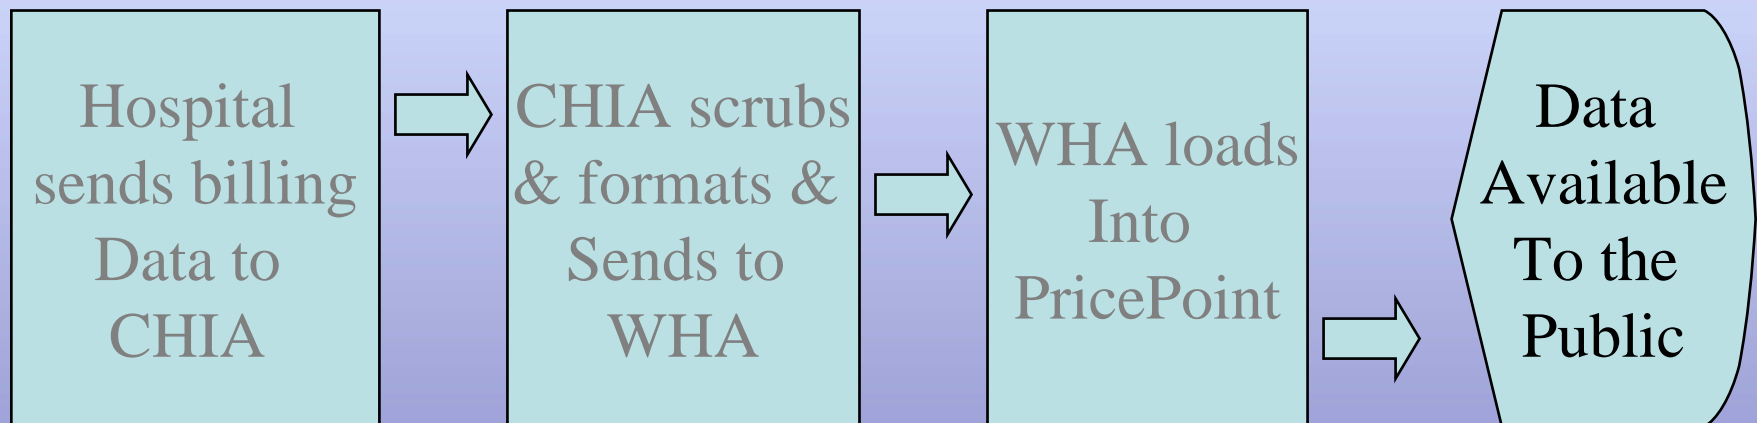 Hospital
sends billing
Data to
CHIA
CHIA scrubs
& formats &
Sends to
WHA
WHA loads
Into
PricePoint
Data
Available
To the
Public